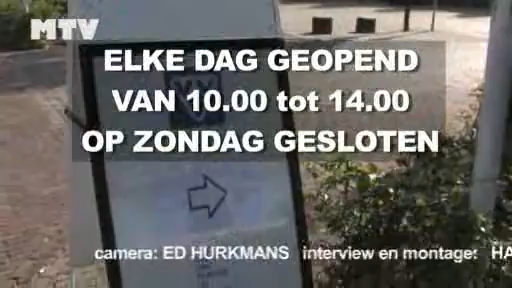 MTV
ELKE DAG GEOPEND
VAN 10.00 tot 14.00
OP ZONDAG GESLOTEN
camera: ED HURKMANS interview en montage: HA